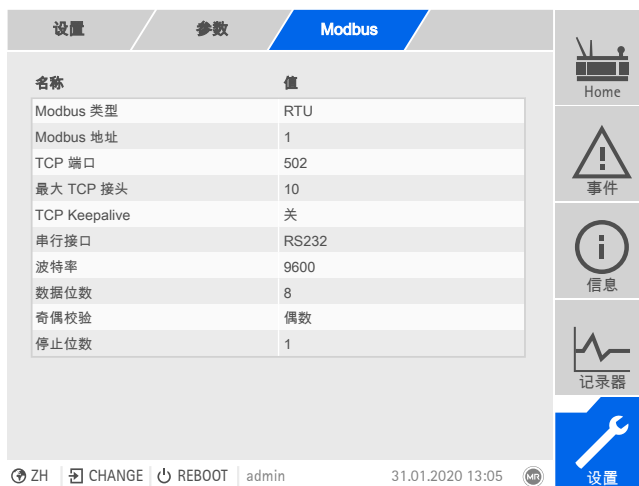 设置 参数 Modbus
名称 值
Modbus 类型 RTU
Modbus 地址 1
TCP 端口 502
最大 TCP 接头 10
TCP Keepalive 关
串行接口 RS232
波特率 9600
数据位数 8
奇偶校验 偶数
停止位数 1
Home
事件
信息
记录器
设置
ZH CHANGE REBOOT admin 31.01.2020 13:05 MR